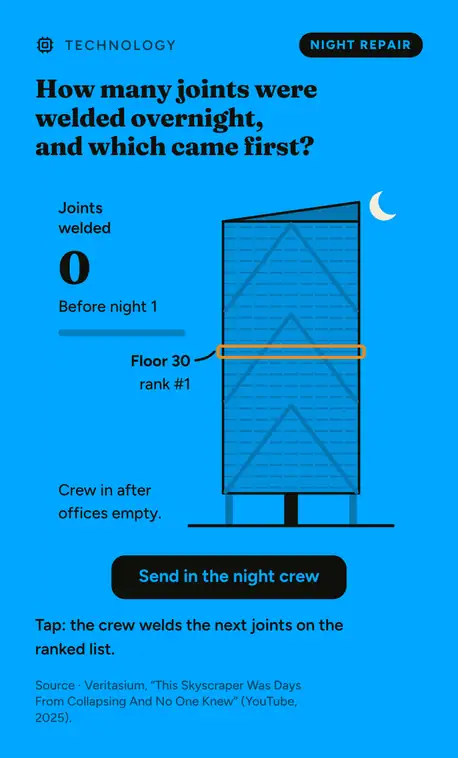 TECHNOLOGY
NIGHT REPAIR
How many joints were
welded overnight,
and which came first?
Joints
welded
0
Before night 1
Floor 30
rank #1
Crew in after
offices empty.
Send in the night crew
Tap: the crew welds the next joints on the
ranked list.
Source · Veritasium, “This Skyscraper Was Days
From Collapsing And No One Knew” (YouTube,
2025).